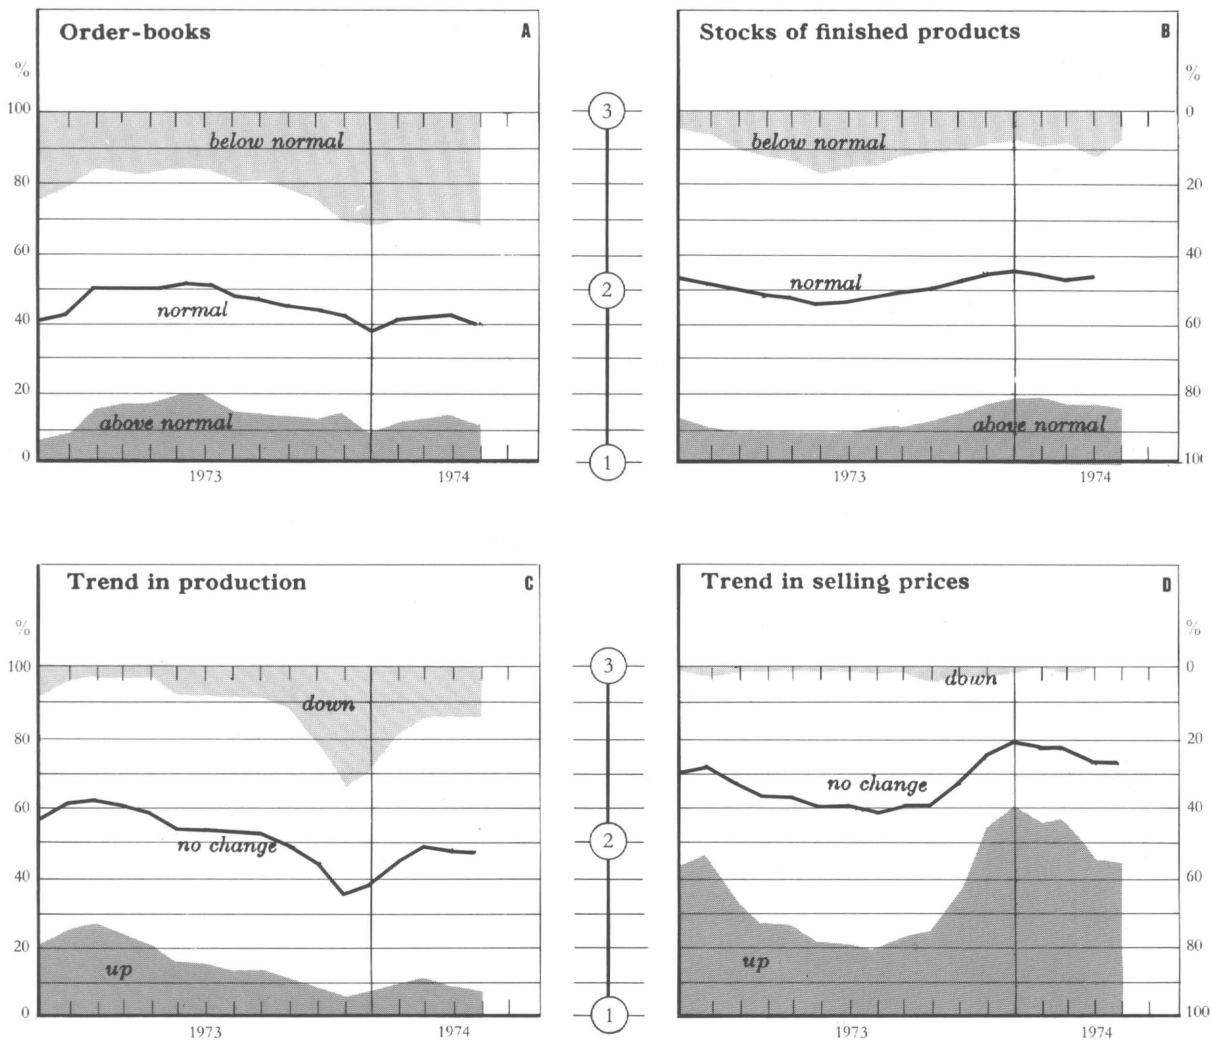 Order-books A
Stocks of finished products B
%
%
100
3
0
below normal
below normal
80
20
60
40
2
normal
normal
40
60
20
80
above normal
above normal
0
1
10(
1973
1974
1973
1974
Trend in production C
Trend in selling prices D
%
%
100
3
0
down
down
80
20
no change
60
40
2
no change
40
60
20
80
up
up
0
1
100
1973
1974
1973
1974